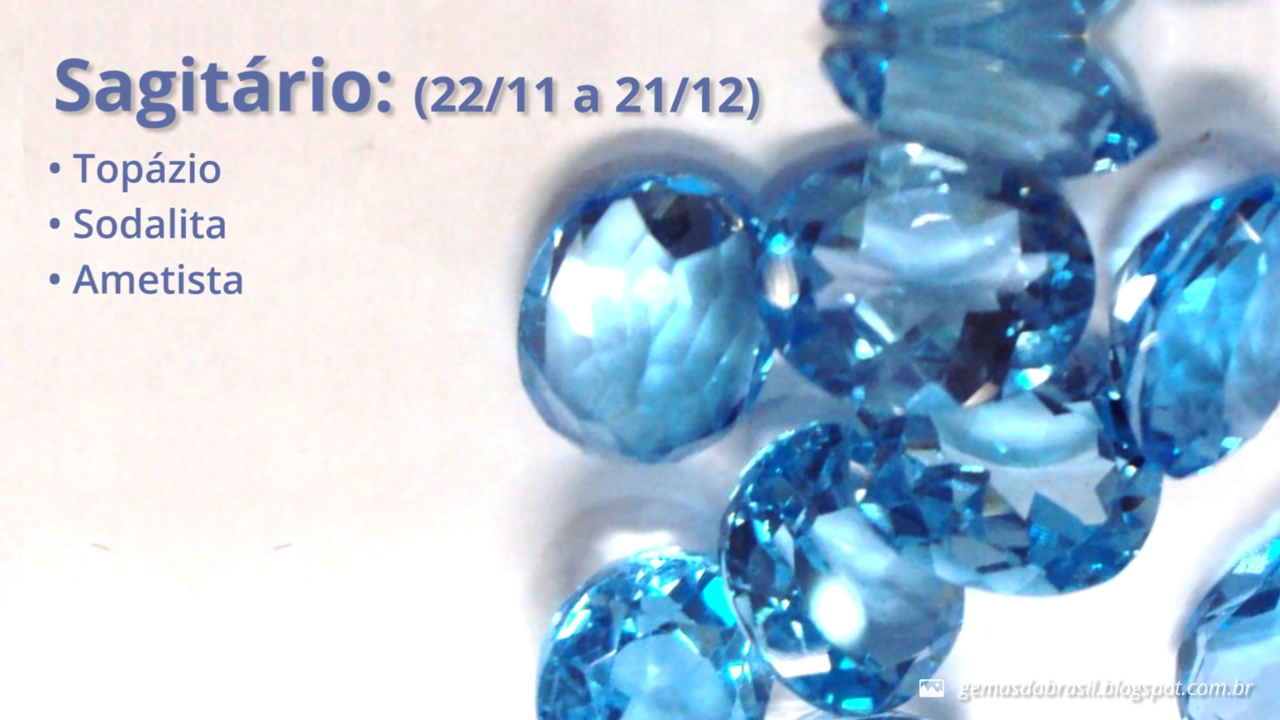 Sagitário: (22/11 a 21/12)
• Topázio
• Sodalita
• Ametista
gemasdobrasil.blogspot.com.br